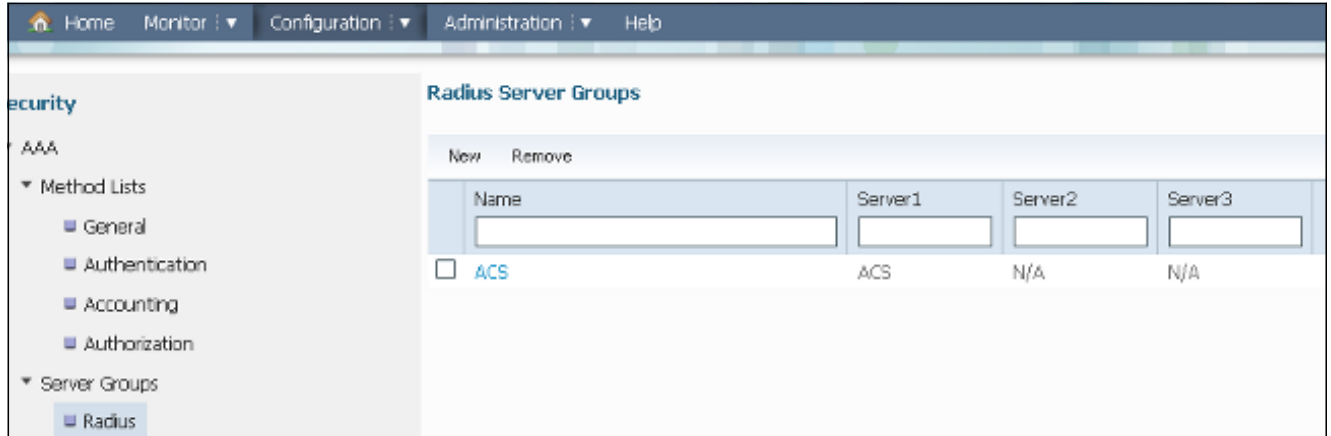 Home Monitor Configuration Administration Help
ecurity
AAA
Method Lists
General
Authentication
Accounting
Authorization
Server Groups
Radius
Radius Server Groups
New Remove
Name Server1 Server2 Server3
ACS ACS N/A N/A